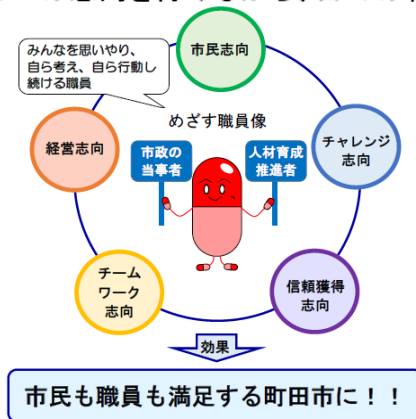 市民志向
みんなを思いやり、
自ら考え、自ら行動し
続ける職員
めざす職員像
経営志向
市政の
当事者
人材育成
推進者
チャレンジ
志向
チーム
ワーク
志向
信頼獲得
志向
効果
市民も職員も満足する町田市に！！